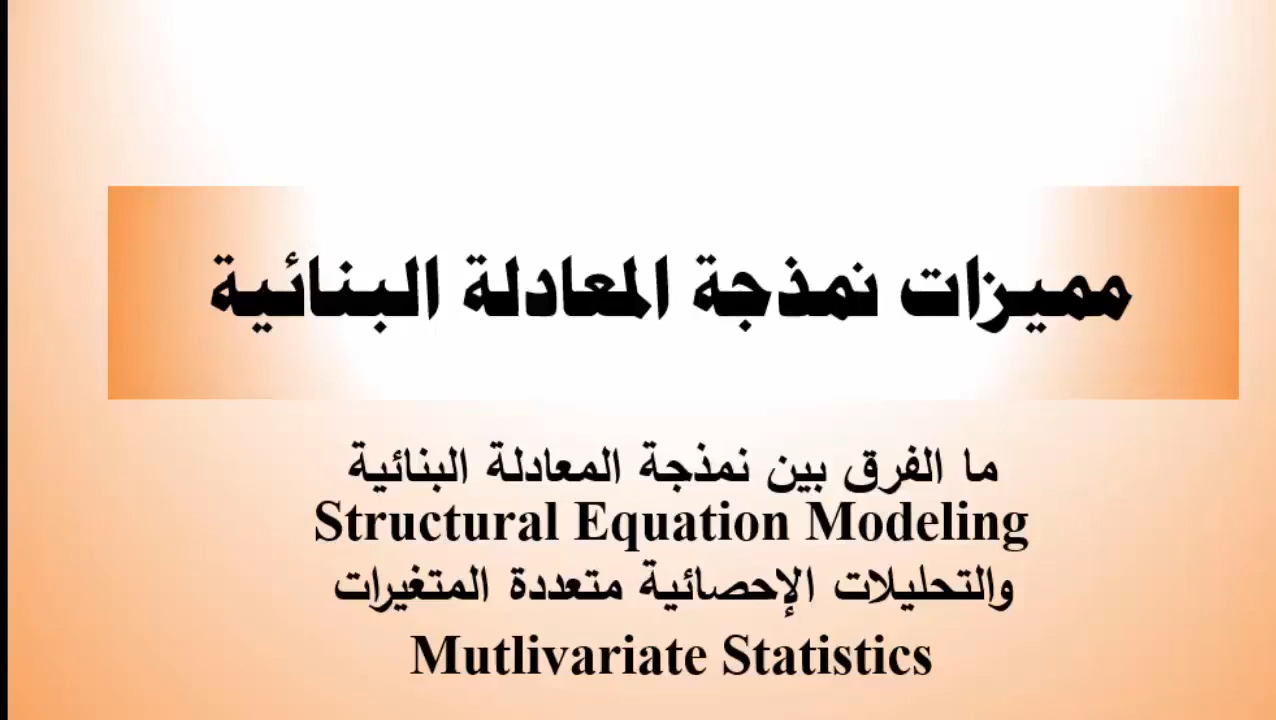 مميزات نمذجة المعادلة البنائية
ما الفرق بين نمذجة المعادلة البنائية
Structural Equation Modeling
والتحليلات الإحصائية متعددة المتغيرات
Mutlivariate Statistics